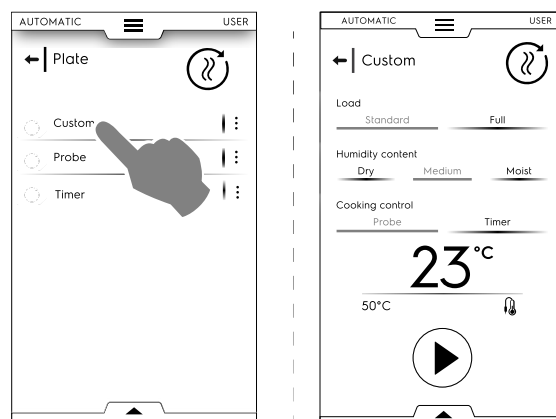 AUTOMATIC USER
Plate
Custom
Probe
Timer
AUTOMATIC USER
Custom
Load
Standard Full
Humidity content
Dry Medium Moist
Cooking control
Probe Timer
23°C
50°C